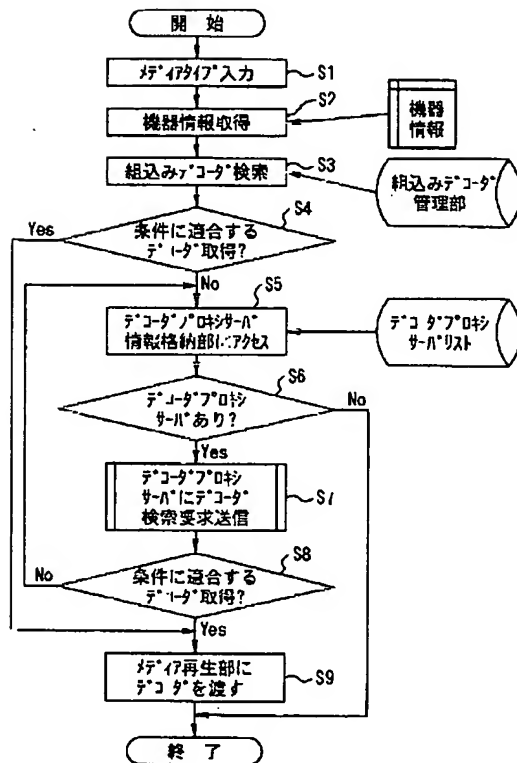 開 始
メディアタイプ入力
S1
S2
機器情報取得
機器
情報
組込みデコーダ検索
S3
組込みデコーダ
管理部
S4
Yes
条件に適合する
デコーダ取得?
No
S5
デコーダプロキシサーバ
情報格納部にアクセス
デコーダプロキシ
サーバリスト
S6
デコーダプロキシ
サーバあり?
No
Yes
デコーダプロキシ
サーバにデコーダ
検索要求送信
S7
S8
No
条件に適合する
デコーダ取得?
Yes
メディア再生部に
デコーダを渡す
S9
終 了